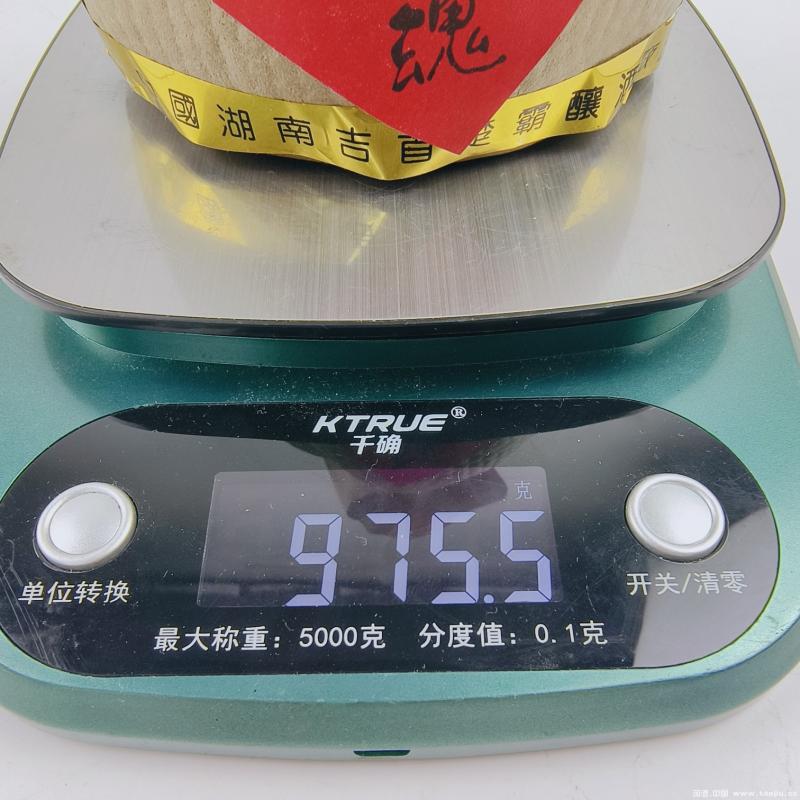 魂
國湖南吉首楚霸釀酒
KTRUE®
千确
克
975.5
单位转换
开关/清零
最大称重：5000克 分度值：0.1克